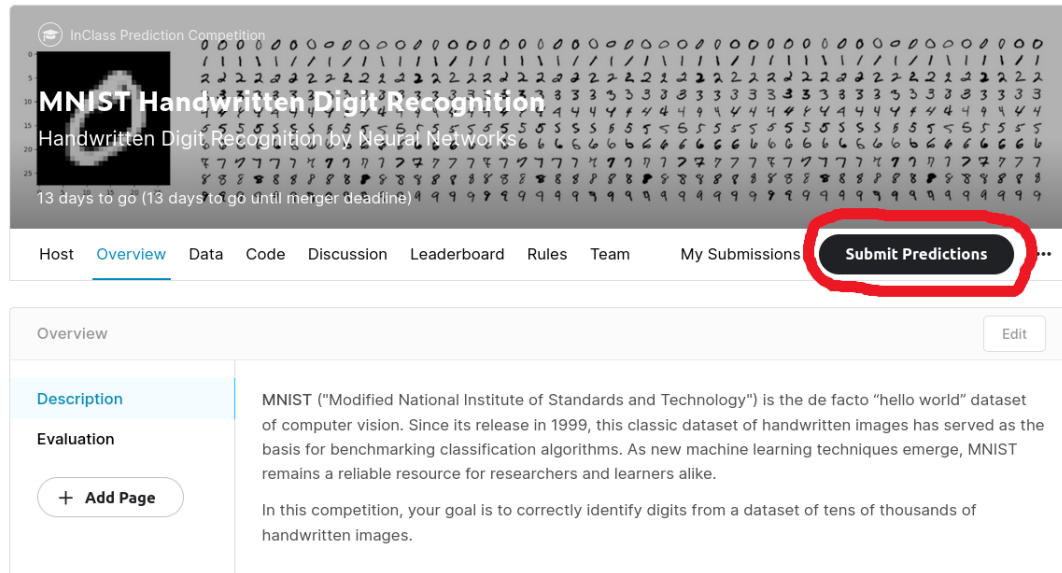 InClass Prediction Competition
MNIST Handwritten Digit Recognition
Handwritten Digit Recognition by Neural Networks
13 days to go (13 days to go until merger deadline)
Host Overview Data Code Discussion Leaderboard Rules Team My Submissions Submit Predictions ...
Overview Edit
Description
Evaluation
+ Add Page
MNIST ("Modified National Institute of Standards and Technology") is the de facto “hello world” dataset
of computer vision. Since its release in 1999, this classic dataset of handwritten images has served as the
basis for benchmarking classification algorithms. As new machine learning techniques emerge, MNIST
remains a reliable resource for researchers and learners alike.
In this competition, your goal is to correctly identify digits from a dataset of tens of thousands of
handwritten images.